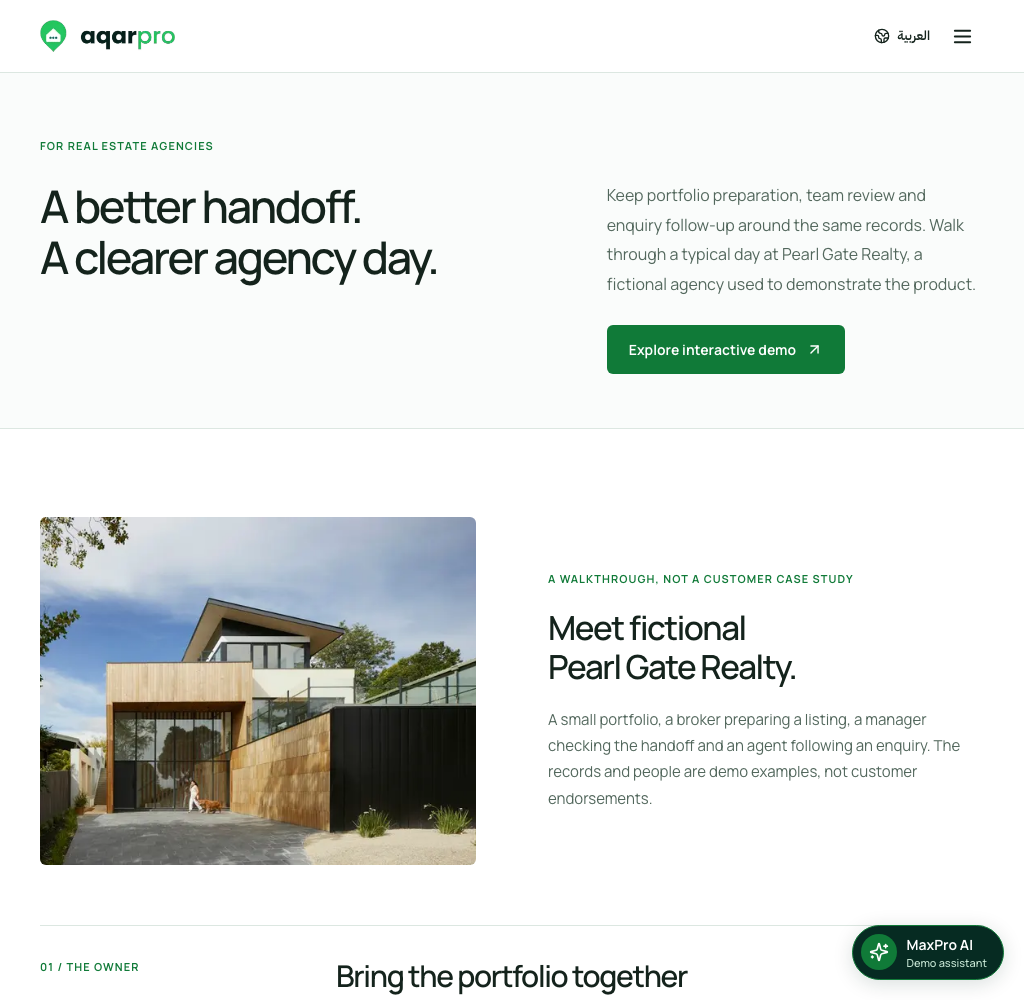 aqarpro
العربية
FOR REAL ESTATE AGENCIES
A better handoff.
A clearer agency day.
Keep portfolio preparation, team review and
enquiry follow-up around the same records. Walk
through a typical day at Pearl Gate Realty, a
fictional agency used to demonstrate the product.
Explore interactive demo
A WALKTHROUGH, NOT A CUSTOMER CASE STUDY
Meet fictional
Pearl Gate Realty.
A small portfolio, a broker preparing a listing, a manager
checking the handoff and an agent following an enquiry. The
records and people are demo examples, not customer
endorsements.
01 / THE OWNER
Bring the portfolio together
MaxPro AI
Demo assistant